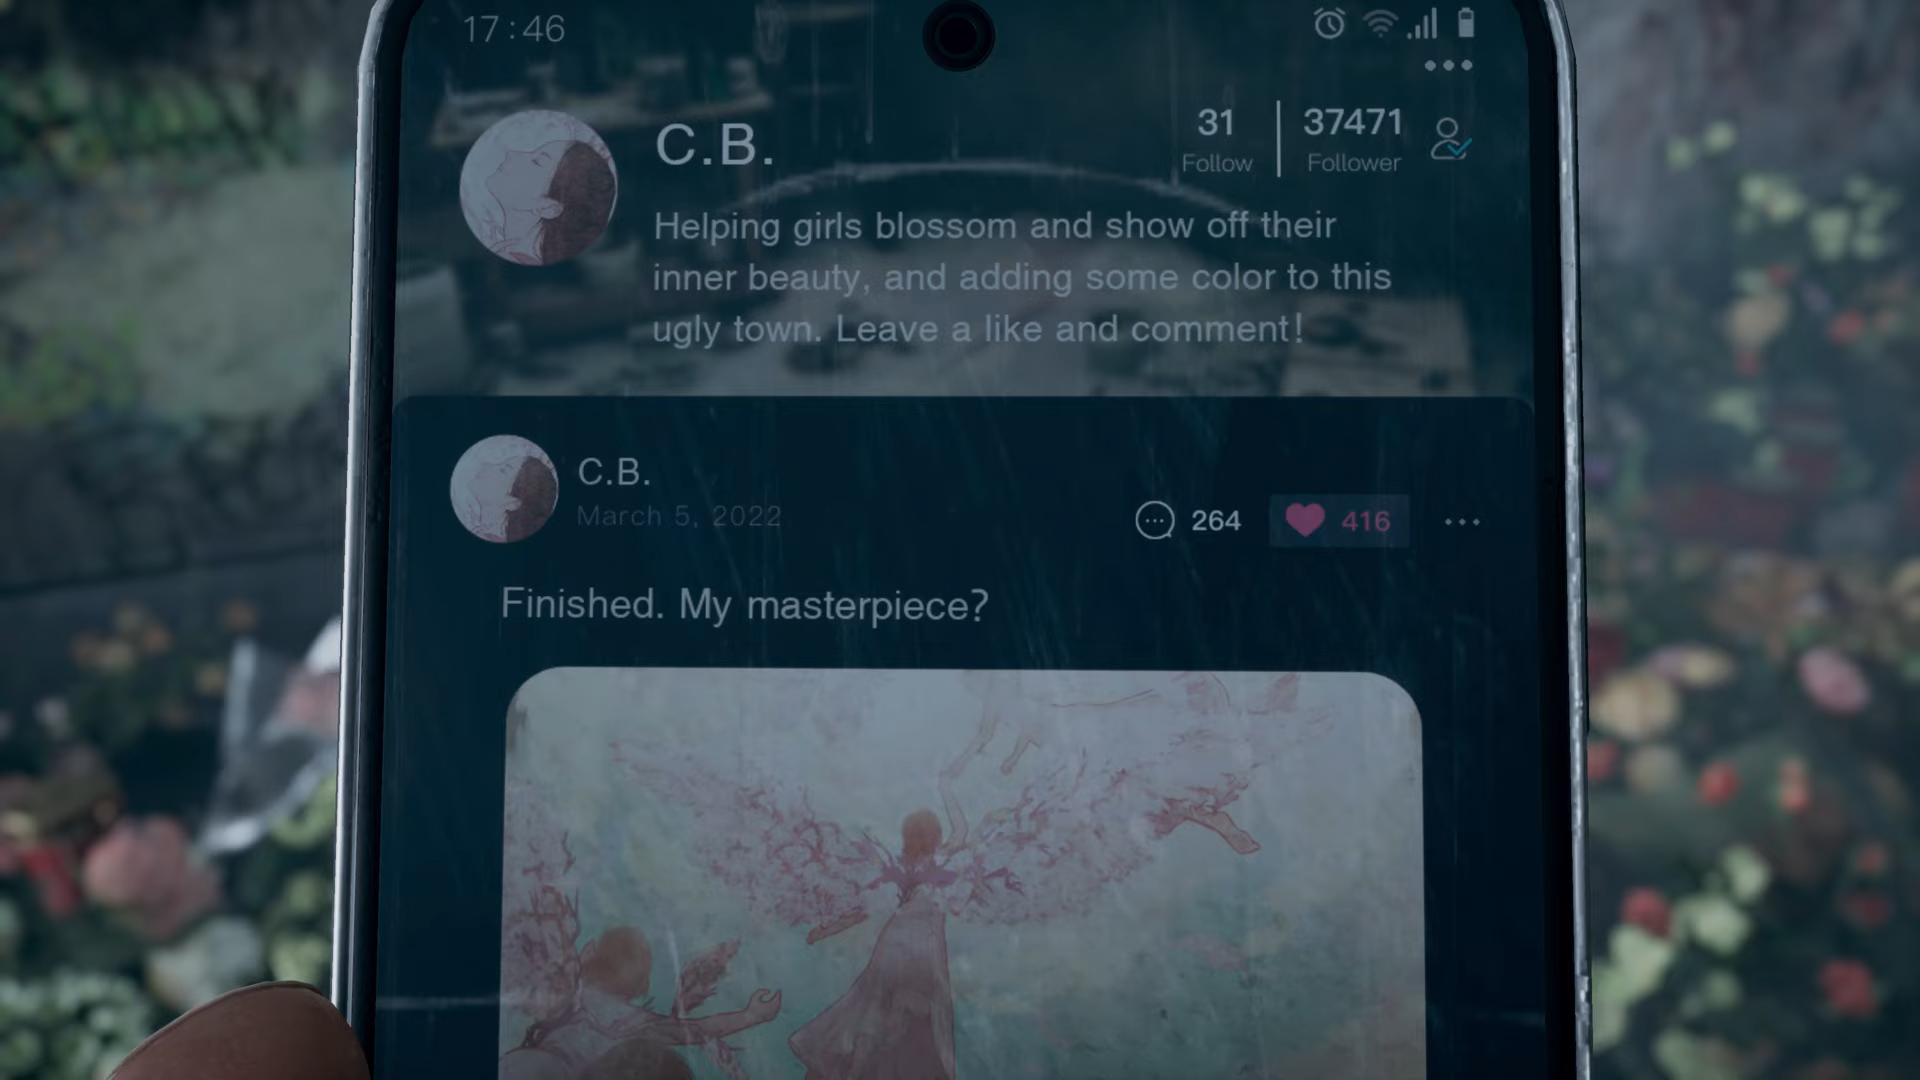 17:46
C.B.
31
Follow
37471
Follower
Helping girls blossom and show off their
inner beauty, and adding some color to this
ugly town. Leave a like and comment!
C.B.
March 5, 2022
264
416
Finished. My masterpiece?